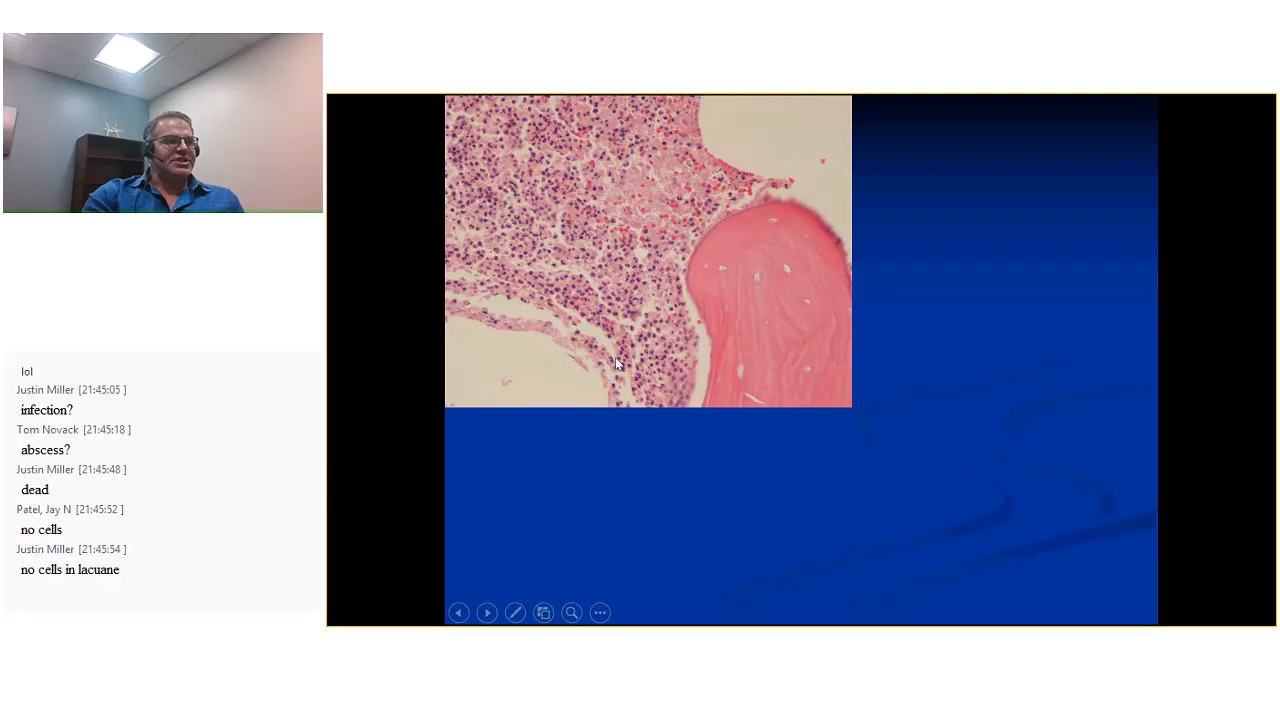 lol
Justin Miller [21:45:05 ]
infection?
Tom Novack [21:45:18 ]
abscess?
Justin Miller [21:45:48 ]
dead
Patel, Jay N [21:45:52 ]
no cells
Justin Miller [21:45:54 ]
no cells in lacuane